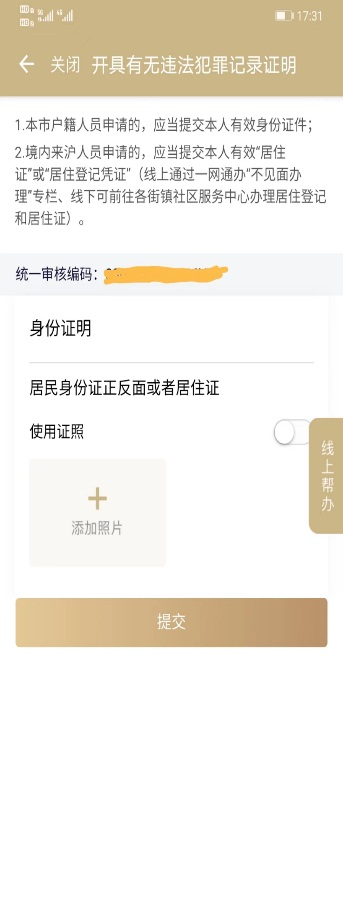 17:31
关闭 开具有无违法犯罪记录证明
1.本市户籍人员申请的，应当提交本人有效身份证件；
2.境内来沪人员申请的，应当提交本人有效“居住
证”或“居住登记凭证”（线上通过一网通办“不见面办
理”专栏、线下可前往各街镇社区服务中心办理居住登记
和居住证）。
统一审核编码：
身份证明
居民身份证正反面或者居住证
使用证照
线上帮办
添加照片
提交